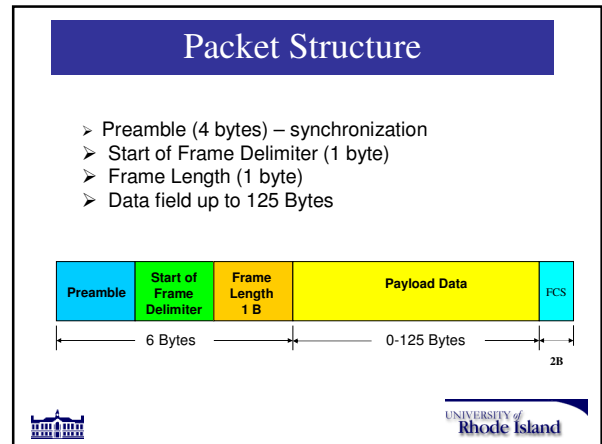 Packet Structure
➢ Preamble (4 bytes) – synchronization
➢ Start of Frame Delimiter (1 byte)
➢ Frame Length (1 byte)
➢ Data field up to 125 Bytes
Preamble
Start of
Frame
Delimiter
Frame
Length
1 B
Payload Data
FCS
6 Bytes
0-125 Bytes
2B
UNIVERSITY of
Rhode Island